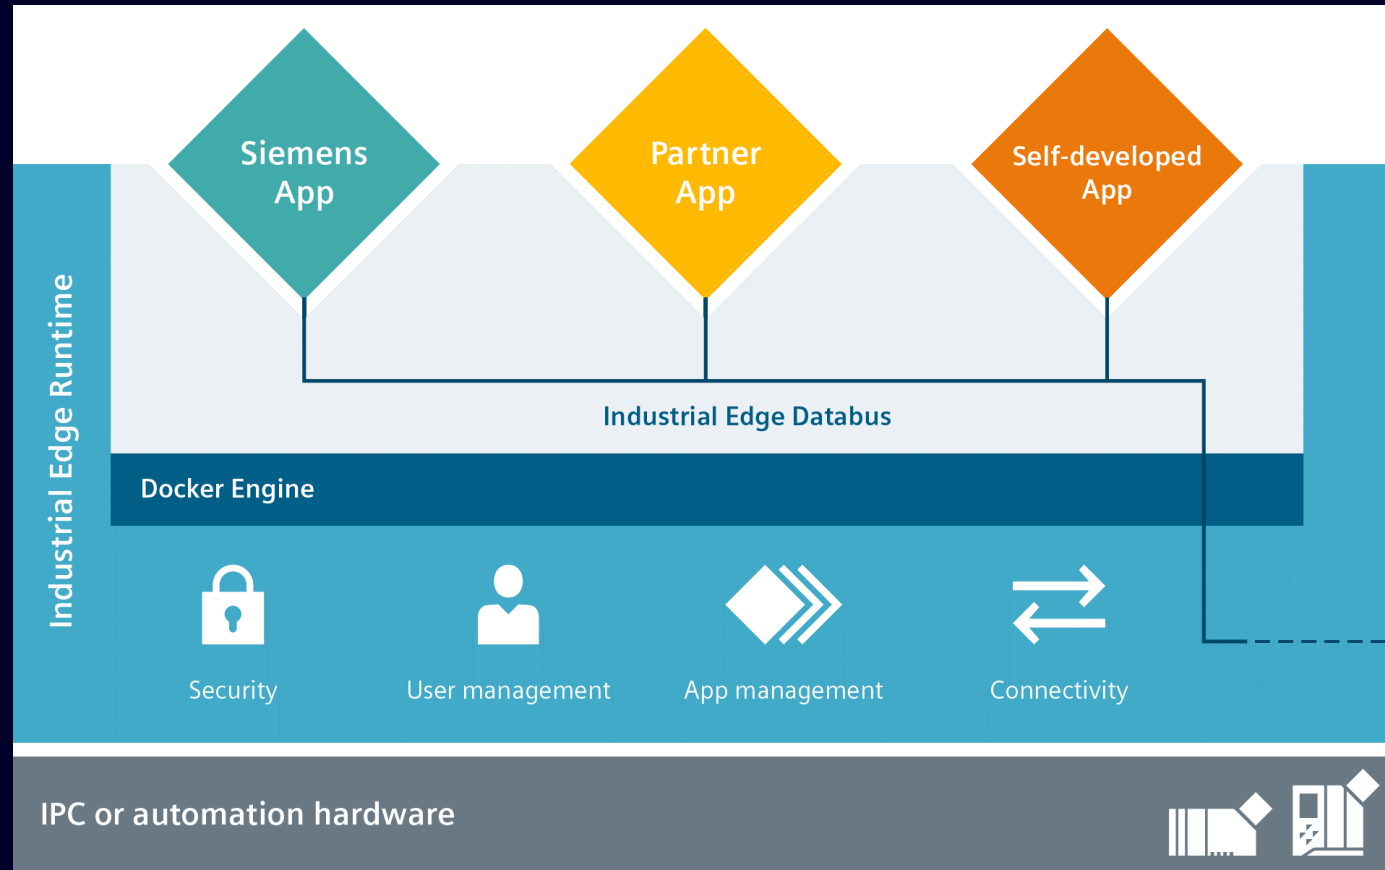 Siemens
App
Partner
App
Self-developed
App
Industrial Edge Runtime
Industrial Edge Databus
Docker Engine
Security
User management
App management
Connectivity
IPC or automation hardware